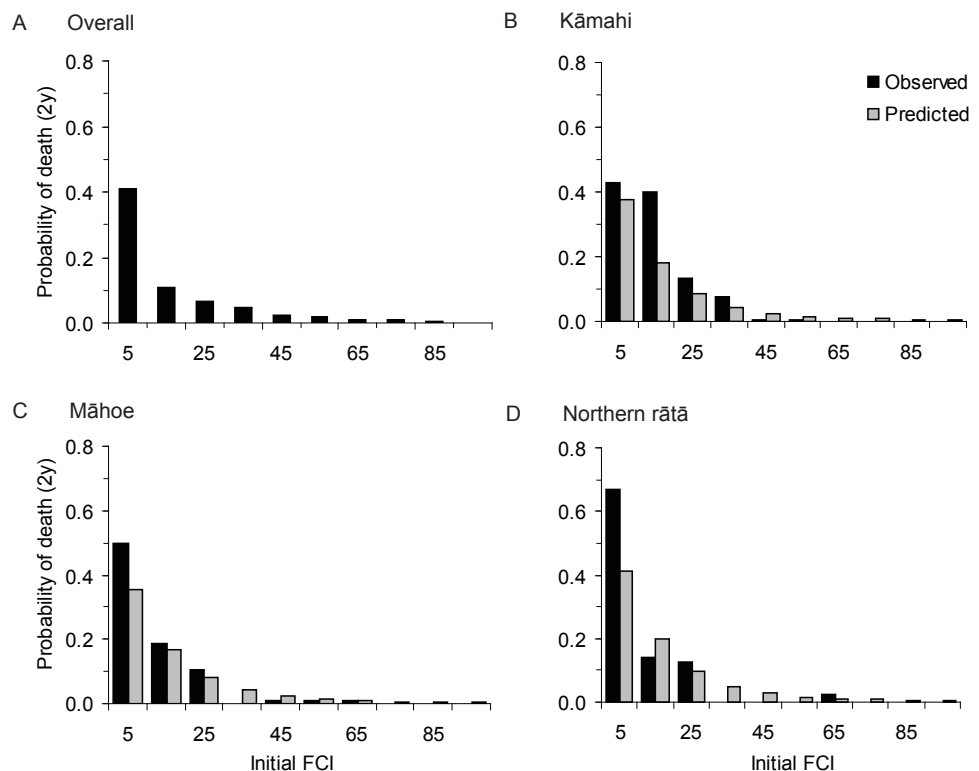 A Overall
Probability of death (2y)
0.8
0.6
0.4
0.2
0.0
5 25 45 65 85
B Kāmahi
0.8
0.6
0.4
0.2
0.0
5 25 45 65 85
Observed
Predicted
C Māhoe
Probability of death (2y)
0.8
0.6
0.4
0.2
0.0
5 25 45 65 85
Initial FCI
D Northern rātā
0.8
0.6
0.4
0.2
0.0
5 25 45 65 85
Initial FCI